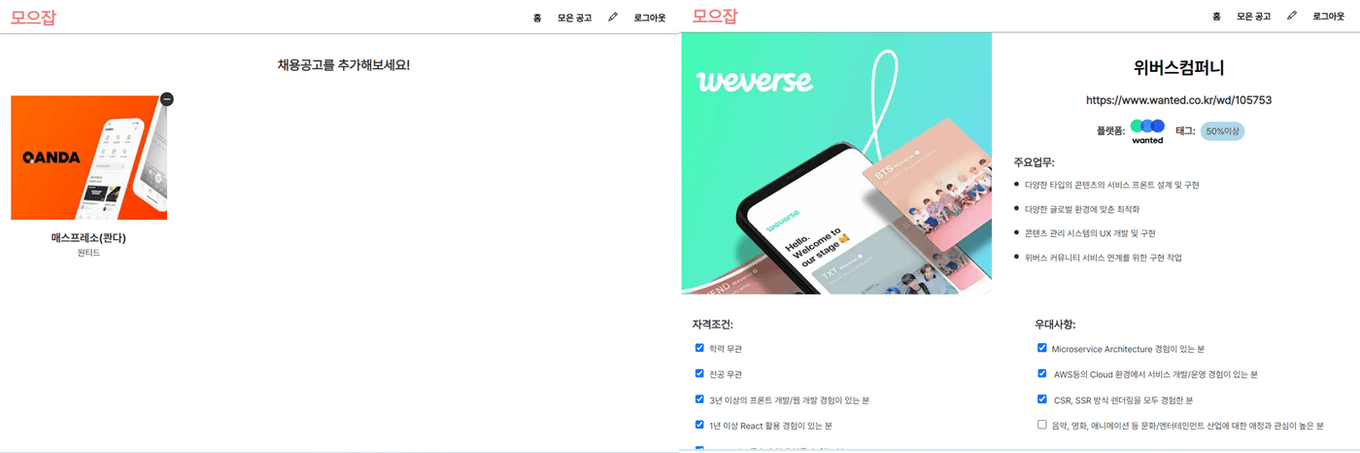 모으잡
홈 모은 공고 로그아웃
채용공고를 추가해보세요!
QANDA
매스프레소(콴다)
원티드
모으잡
홈 모은 공고 로그아웃
weverse
BTS
weverse
Hello.
Welcome to
our stage
TXT
위버스컴퍼니
https://www.wanted.co.kr/wd/105753
플랫폼: wanted 태그: 50%이상
주요업무:
다양한 타입의 콘텐츠의 서비스 프론트 설계 및 구현
다양한 글로벌 환경에 맞춘 최적화
콘텐츠 관리 시스템의 UX 개발 및 구현
위버스 커뮤니티 서비스 연계를 위한 구현 작업
자격조건:
학력 무관
전공 무관
3년 이상의 프론트 개발/웹 개발 경험이 있는 분
1년 이상 React 활용 경험이 있는 분
우대사항:
Microservice Architecture 경험이 있는 분
AWS등의 Cloud 환경에서 서비스 개발/운영 경험이 있는 분
CSR, SSR 방식 렌더링을 모두 경험한 분
음악, 영화, 애니메이션 등 문화/엔터테인먼트 산업에 대한 애정과 관심이 높은 분